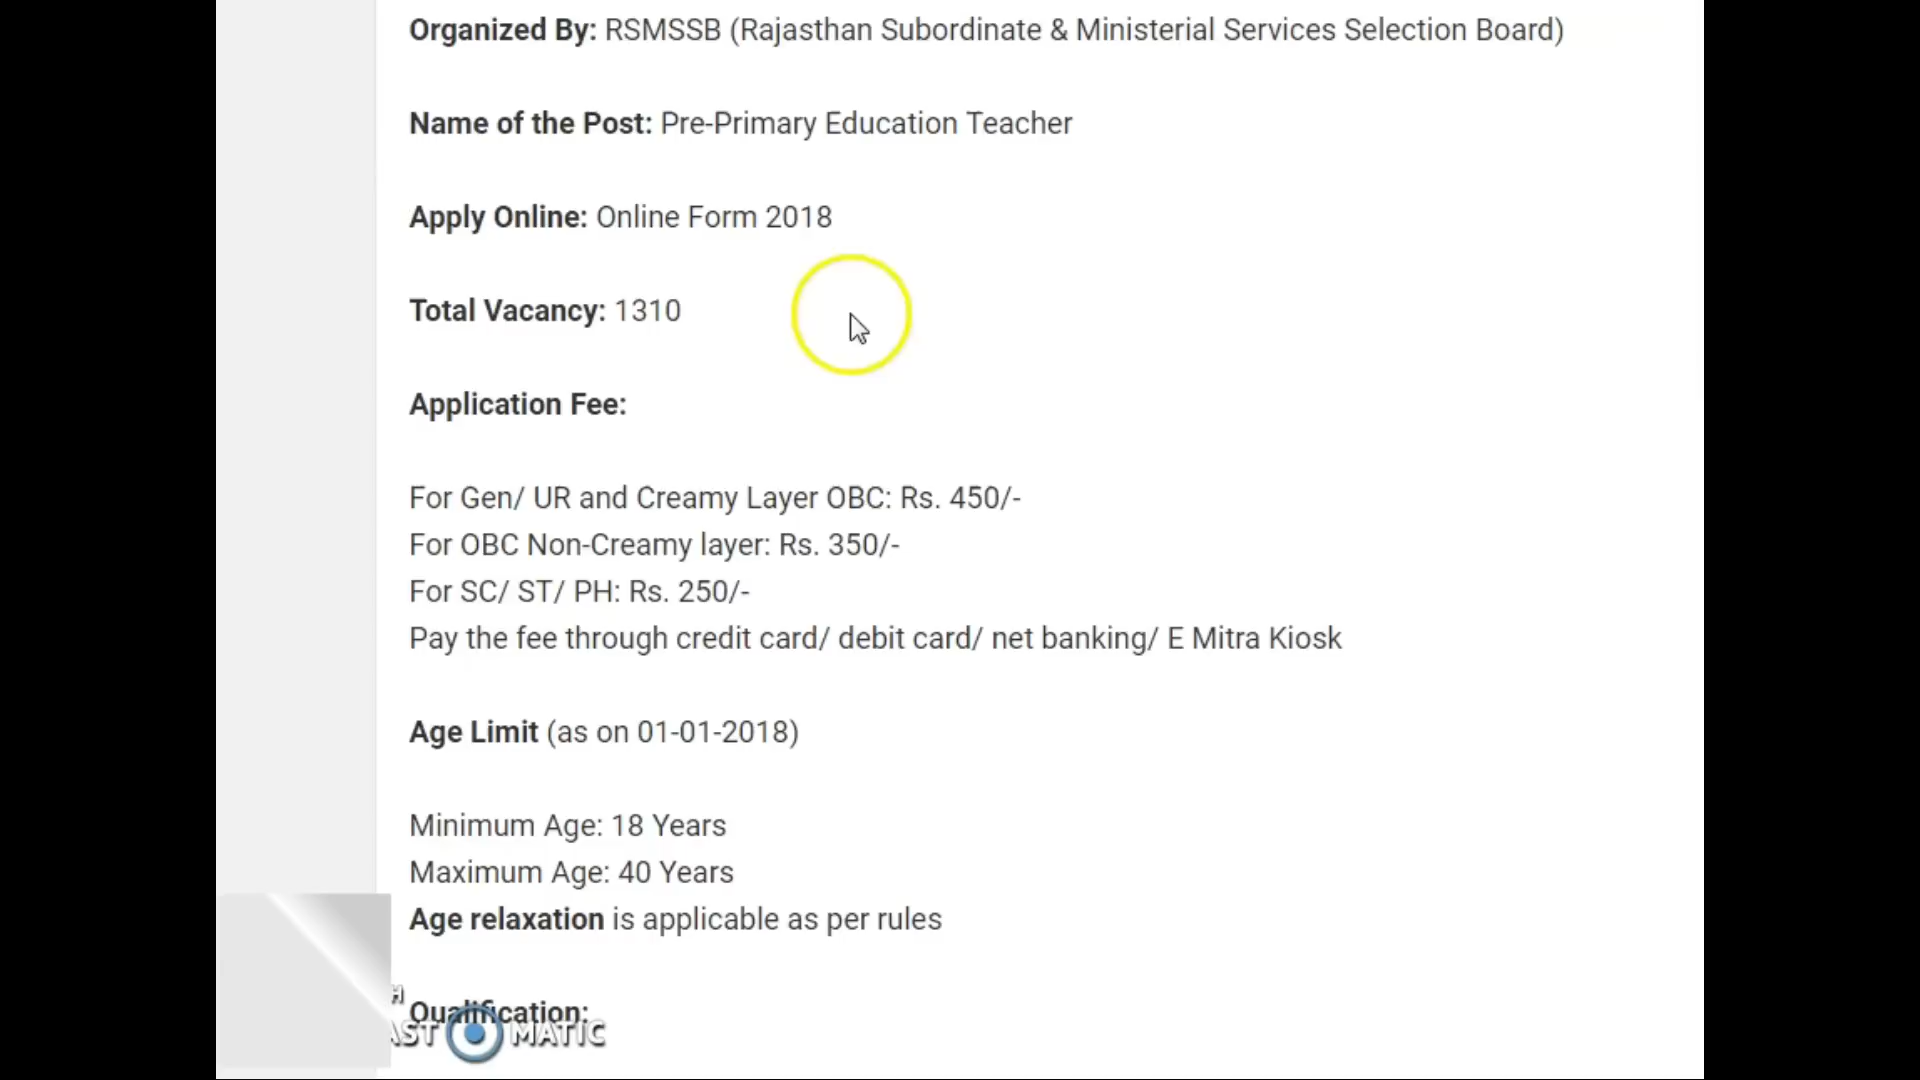 Organized By: RSMSSB (Rajasthan Subordinate & Ministerial Services Selection Board)
Name of the Post: Pre-Primary Education Teacher
Apply Online: Online Form 2018
Total Vacancy: 1310
Application Fee:
For Gen/ UR and Creamy Layer OBC: Rs. 450/-
For OBC Non-Creamy layer: Rs. 350/-
For SC/ ST/ PH: Rs. 250/-
Pay the fee through credit card/ debit card/ net banking/ E Mitra Kiosk
Age Limit (as on 01-01-2018)
Minimum Age: 18 Years
Maximum Age: 40 Years
Age relaxation is applicable as per rules
Qualification:
AST MATIC